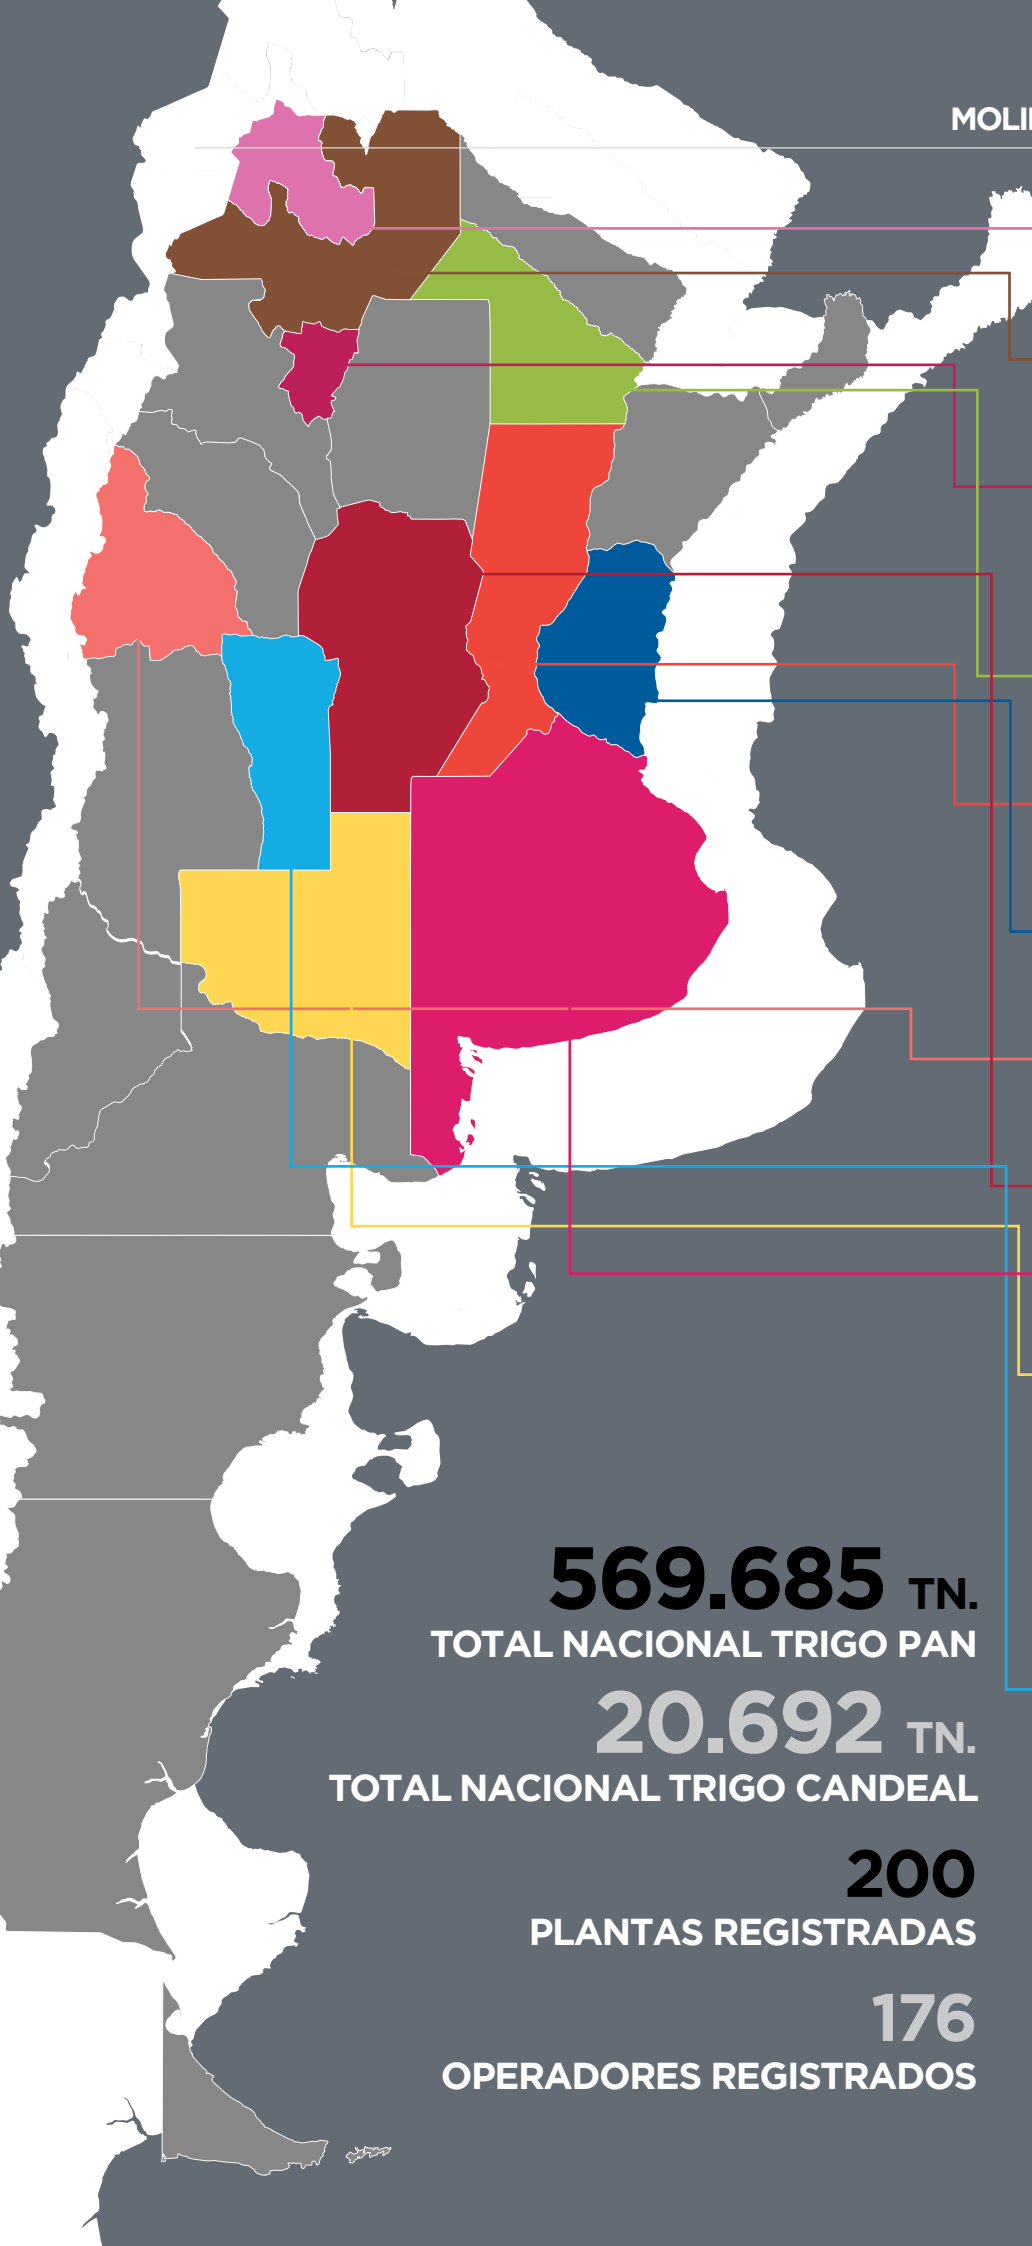 MOLI
569.685 TN.
TOTAL NACIONAL TRIGO PAN
20.692 TN.
TOTAL NACIONAL TRIGO CANDEAL
200
PLANTAS REGISTRADAS
176
OPERADORES REGISTRADOS